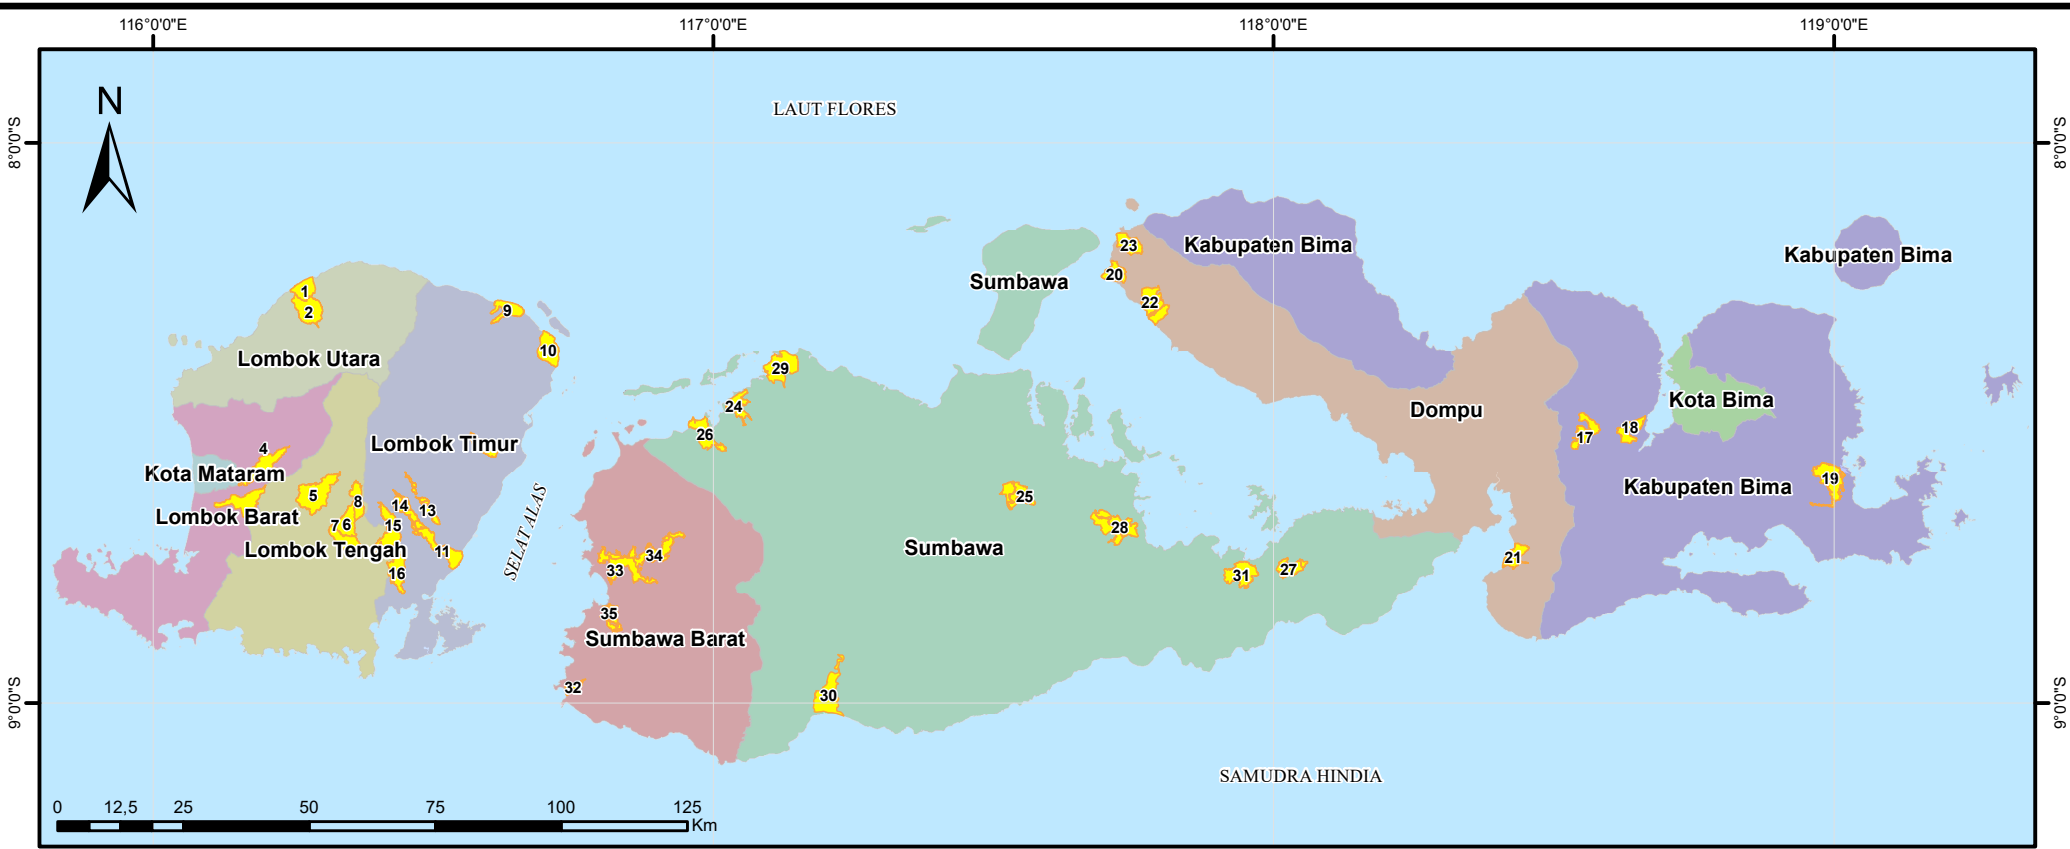 116°0'0"E
117°0'0"E
118°0'0"E
119°0'0"E
N
LAUT FLORES
8°0'0"S
8°0'0"S
Kabupaten Bima
Kabupaten Bima
Sumbawa
23
20
22
1
2
9
10
Lombok Utara
29
24
26
Kota Bima
Dompu
Lombok Timur
17
18
4
Kota Mataram
Kabupaten Bima
19
5
8
14
13
25
Lombok Barat
7
6
15
28
SELAT ALAS
Lombok Tengah
11
Sumbawa
34
33
21
16
31
27
35
Sumbawa Barat
32
30
9°0'0"S
9°0'0"S
SAMUDRA HINDIA
0 12,5 25 50 75 100 125
Km